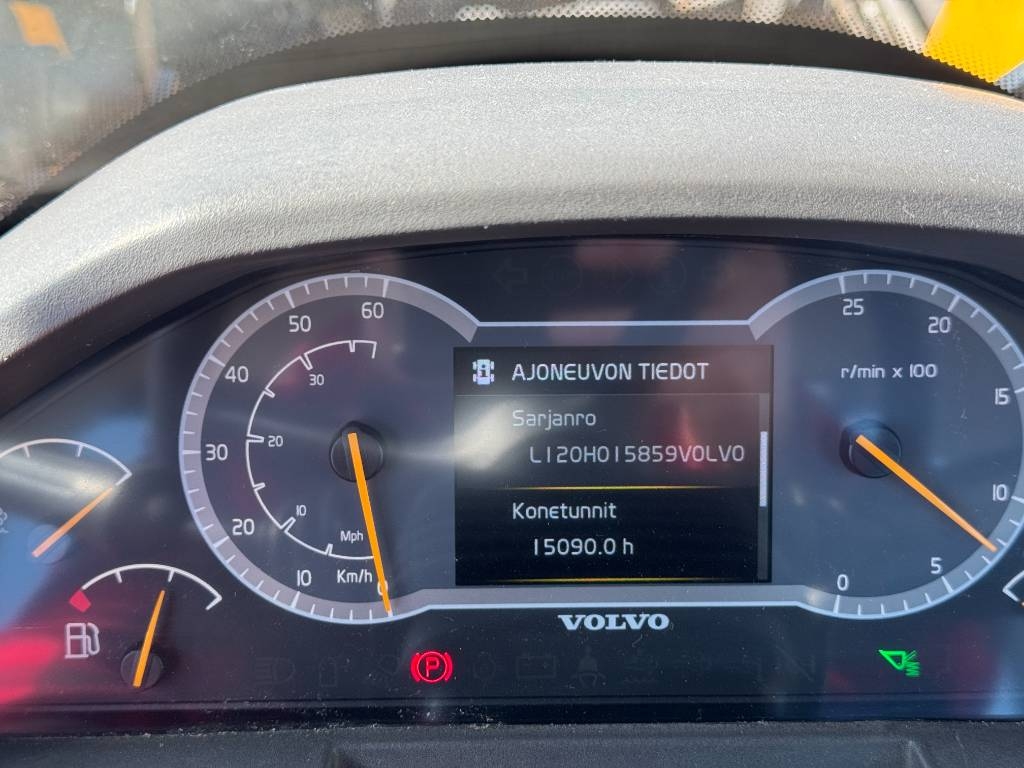 60
50
40
30
20
10
Km/h
0
30
20
10
Mph
AJONEUVON TIEDOT
Sarjanro
L120H015859VOLVO
Konetunnit
15090.0 h
25
20
15
10
5
0
r/min x 100
VOLVO
P